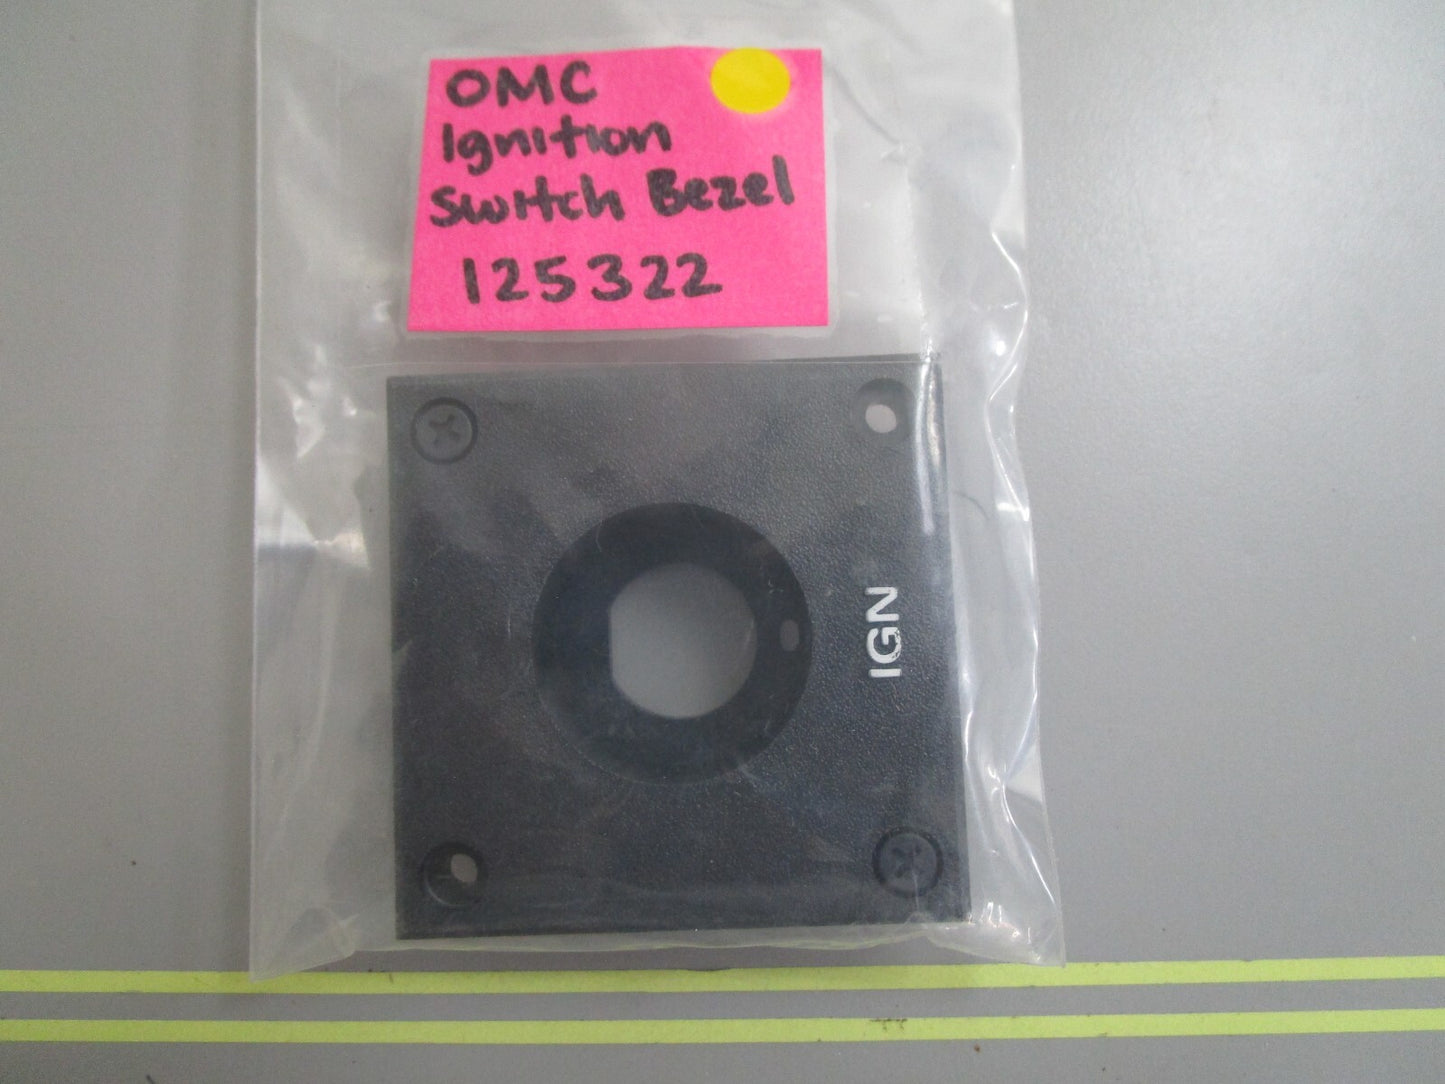 OMC
Ignition
Switch Bezel
125322
IGN